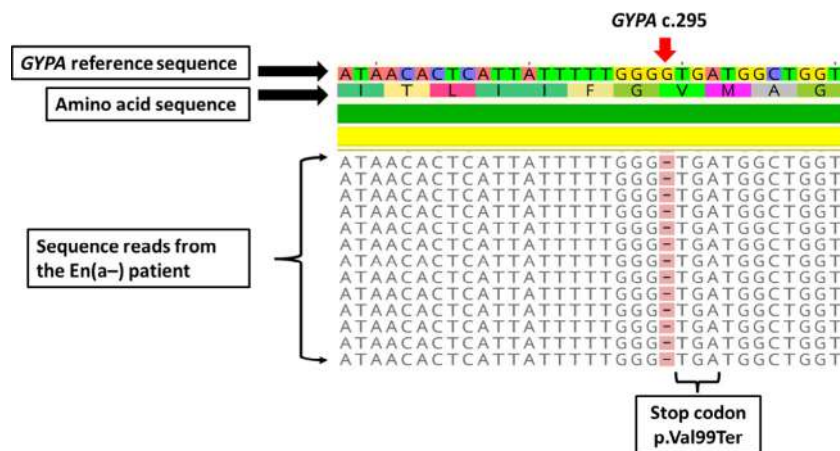 GYPA c.295
GYPA reference sequence
ATAACACTCATTATTTTTGGGGTGATGGCTGGT
Amino acid sequence
I T L I I F G V M A G
Sequence reads from
the En(a–) patient
ATAACACTCATTATTTTTGGG-TGATGGCTGGT
ATAACACTCATTATTTTTGGG-TGATGGCTGGT
ATAACACTCATTATTTTTGGG-TGATGGCTGGT
ATAACACTCATTATTTTTGGG-TGATGGCTGGT
ATAACACTCATTATTTTTGGG-TGATGGCTGGT
ATAACACTCATTATTTTTGGG-TGATGGCTGGT
ATAACACTCATTATTTTTGGG-TGATGGCTGGT
ATAACACTCATTATTTTTGGG-TGATGGCTGGT
ATAACACTCATTATTTTTGGG-TGATGGCTGGT
ATAACACTCATTATTTTTGGG-TGATGGCTGGT
ATAACACTCATTATTTTTGGG-TGATGGCTGGT
ATAACACTCATTATTTTTGGG-TGATGGCTGGT
ATAACACTCATTATTTTTGGG-TGATGGCTGGT
Stop codon
p.Val99Ter